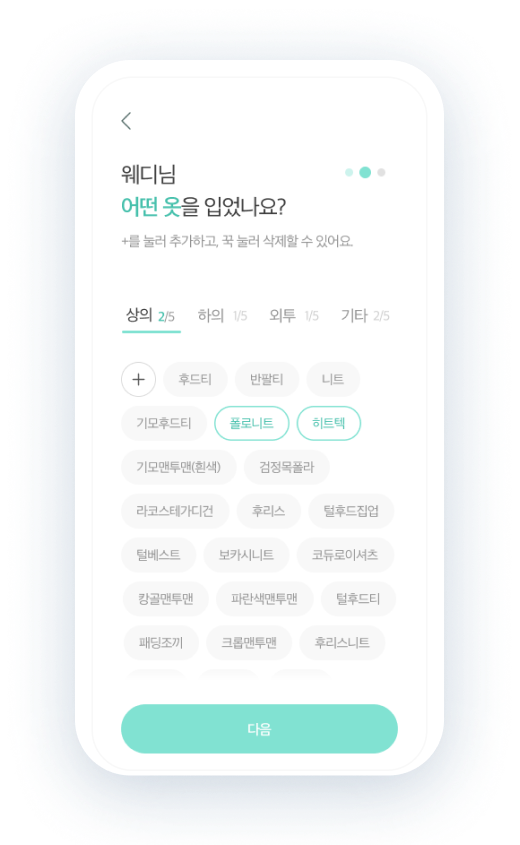 웨디님
어떤 옷을 입었나요?
+를 눌러 추가하고, 꾹 눌러 삭제할 수 있어요.
상의 2/5 하의 1/5 외투 1/5 기타 2/5
+ 후드티 반팔티 니트
기모후드티 폴로니트 히트텍
기모맨투맨(흰색) 검정목폴라
라코스테가디건 후리스 털후드집업
털베스트 보카시니트 코듀로이셔츠
캉골맨투맨 파란색맨투맨 털후드티
패딩조끼 크롭맨투맨 후리스니트
다음